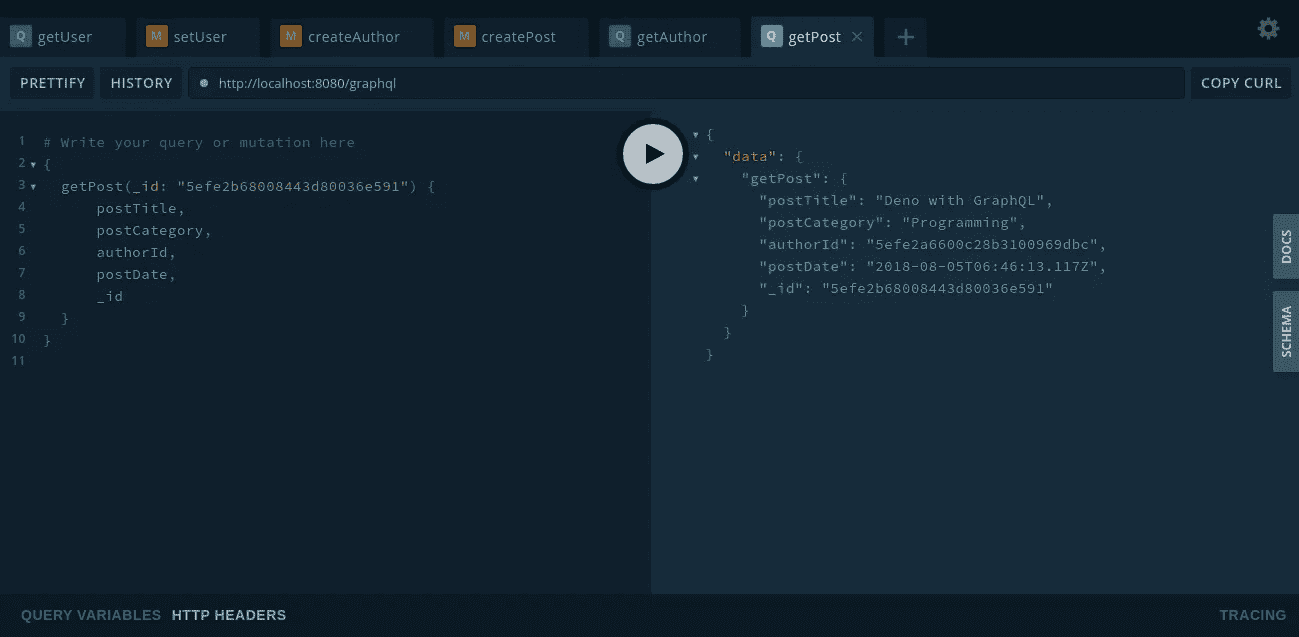 Q getUser M setUser M createAuthor M createPost Q getAuthor Q getPost × +
PRETTIFY HISTORY http://localhost:8080/graphql COPY CURL
1 # Write your query or mutation here
2 {
3 getPost(_id: "5efe2b68008443d80036e591") {
4 postTitle,
5 postCategory,
6 authorId,
7 postDate,
8 _id
9 }
10 }
11
{
"data": {
"getPost": {
"postTitle": "Deno with GraphQL",
"postCategory": "Programming",
"authorId": "5efe2a6600c28b3100969dbc",
"postDate": "2018-08-05T06:46:13.117Z",
"_id": "5efe2b68008443d80036e591"
}
}
}
DOCS
SCHEMA
QUERY VARIABLES HTTP HEADERS TRACING